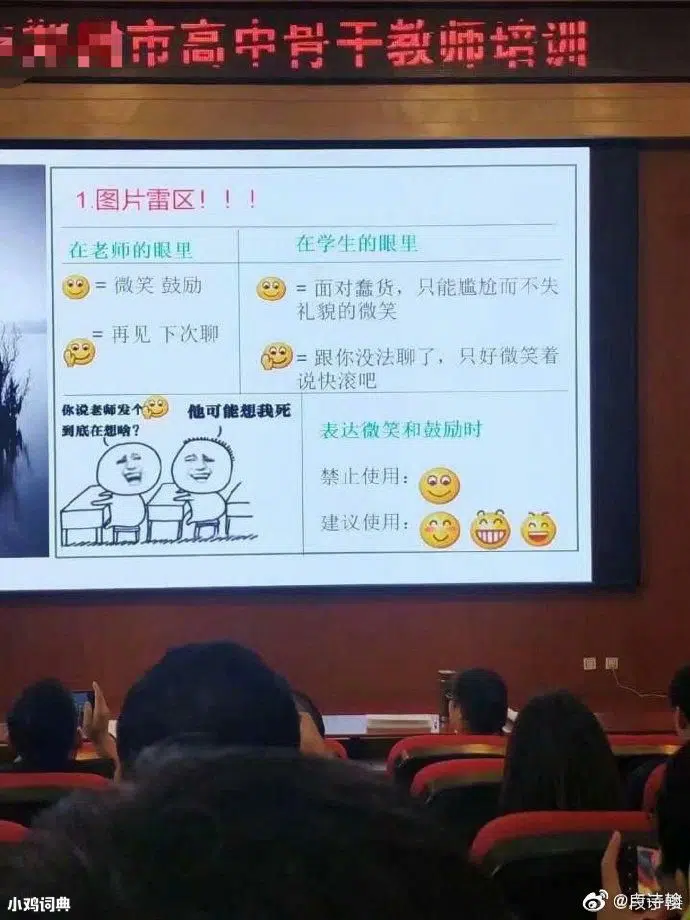 市高中骨干教师培训
1.图片雷区！！！
在老师的眼里
在学生的眼里
= 微笑 鼓励
= 面对蠢货，只能尴尬而不失
礼貌的微笑
= 再见 下次聊
= 跟你没法聊了，只好微笑着
说快滚吧
你说老师发个
到底在想啥？
他可能想我死
表达微笑和鼓励时
禁止使用：
建议使用：
小鸡词典
@段诗翰